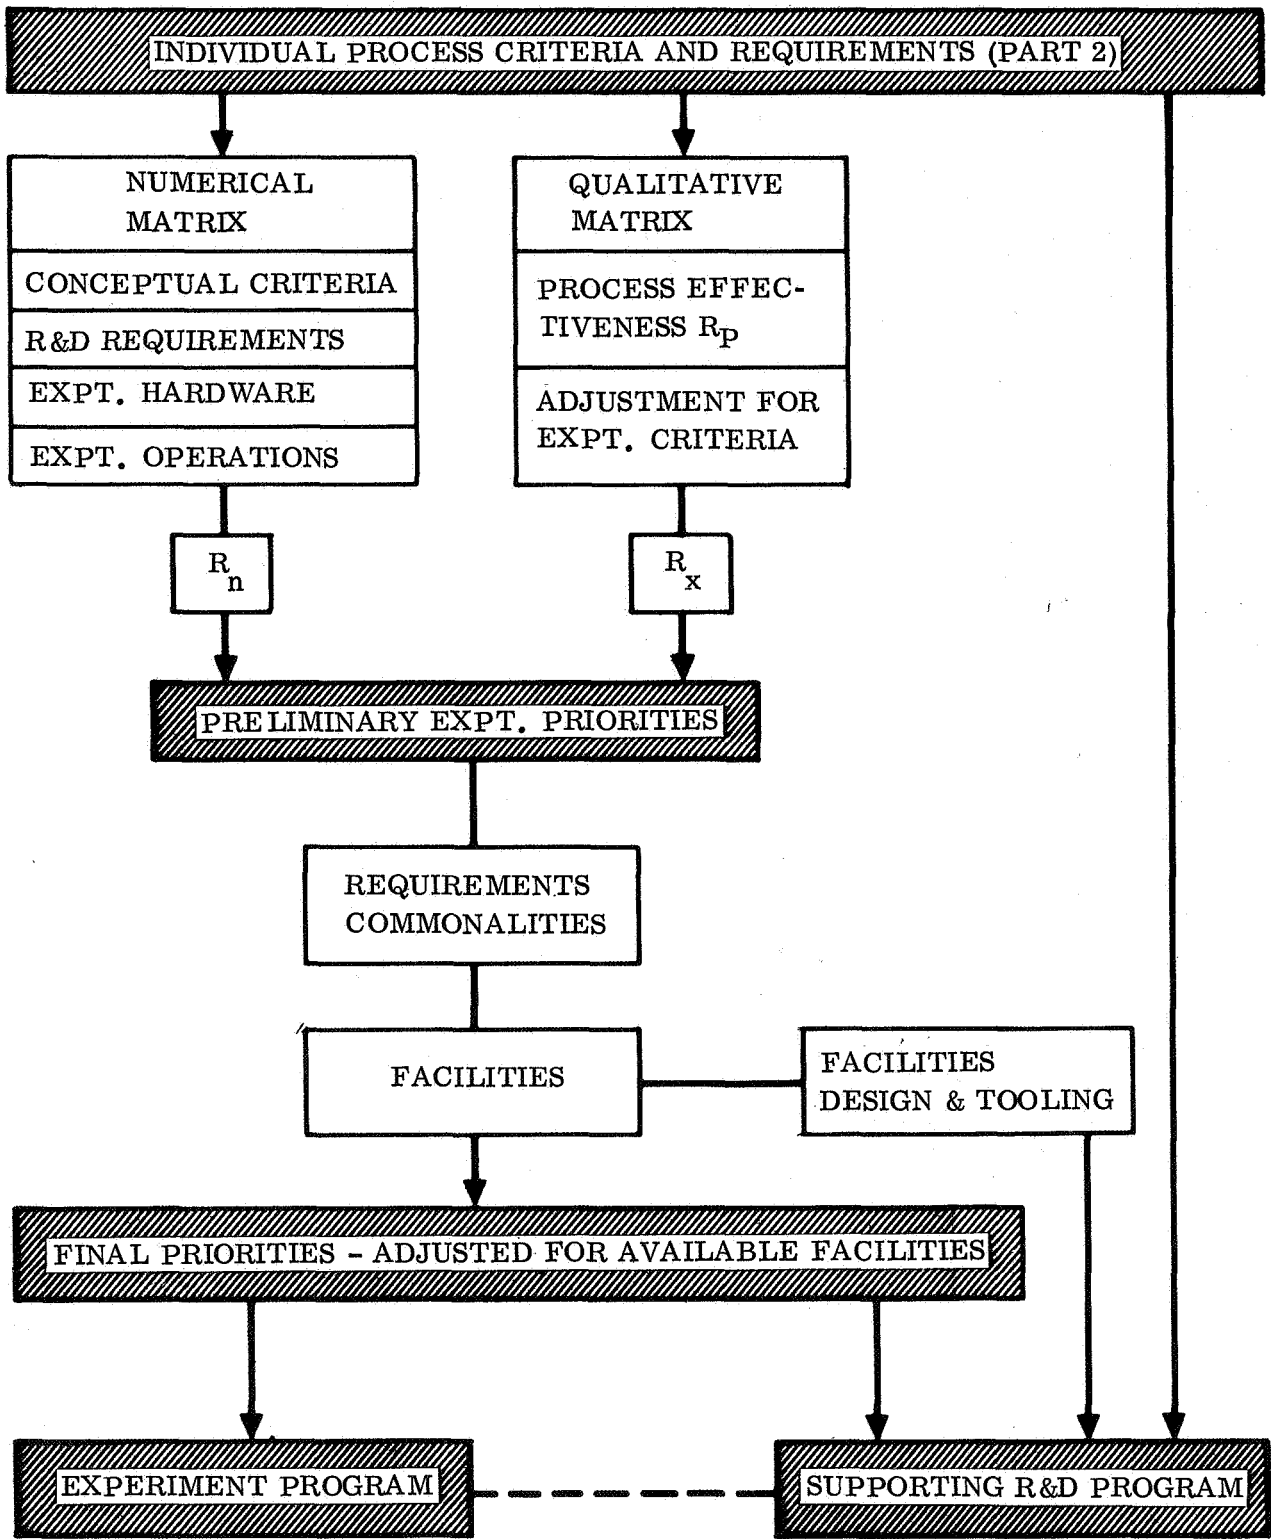 INDIVIDUAL PROCESS CRITERIA AND REQUIREMENTS (PART 2)
NUMERICAL
MATRIX
CONCEPTUAL CRITERIA
R&D REQUIREMENTS
EXPT. HARDWARE
EXPT. OPERATIONS
QUALITATIVE
MATRIX
PROCESS EFFEC-
TIVENESS Rp
ADJUSTMENT FOR
EXPT. CRITERIA
Rn
Rx
PRELIMINARY EXPT. PRIORITIES
REQUIREMENTS
COMMONALITIES
FACILITIES
FACILITIES
DESIGN & TOOLING
FINAL PRIORITIES - ADJUSTED FOR AVAILABLE FACILITIES
EXPERIMENT PROGRAM
SUPPORTING R&D PROGRAM